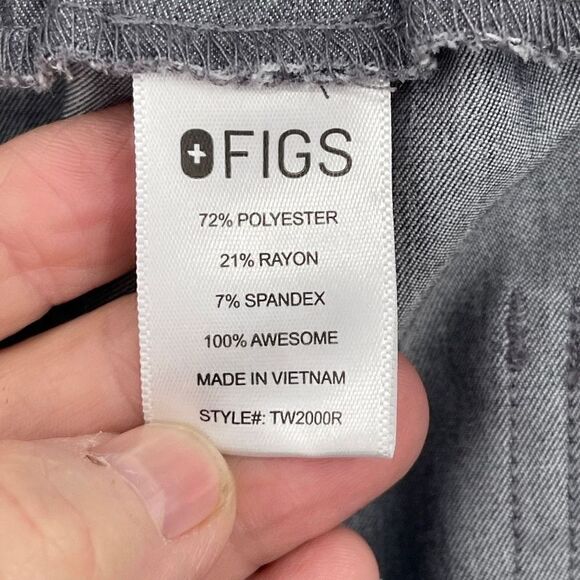 FIGS
72% POLYESTER
21% RAYON
7% SPANDEX
100% AWESOME
MADE IN VIETNAM
STYLE#: TW2000R